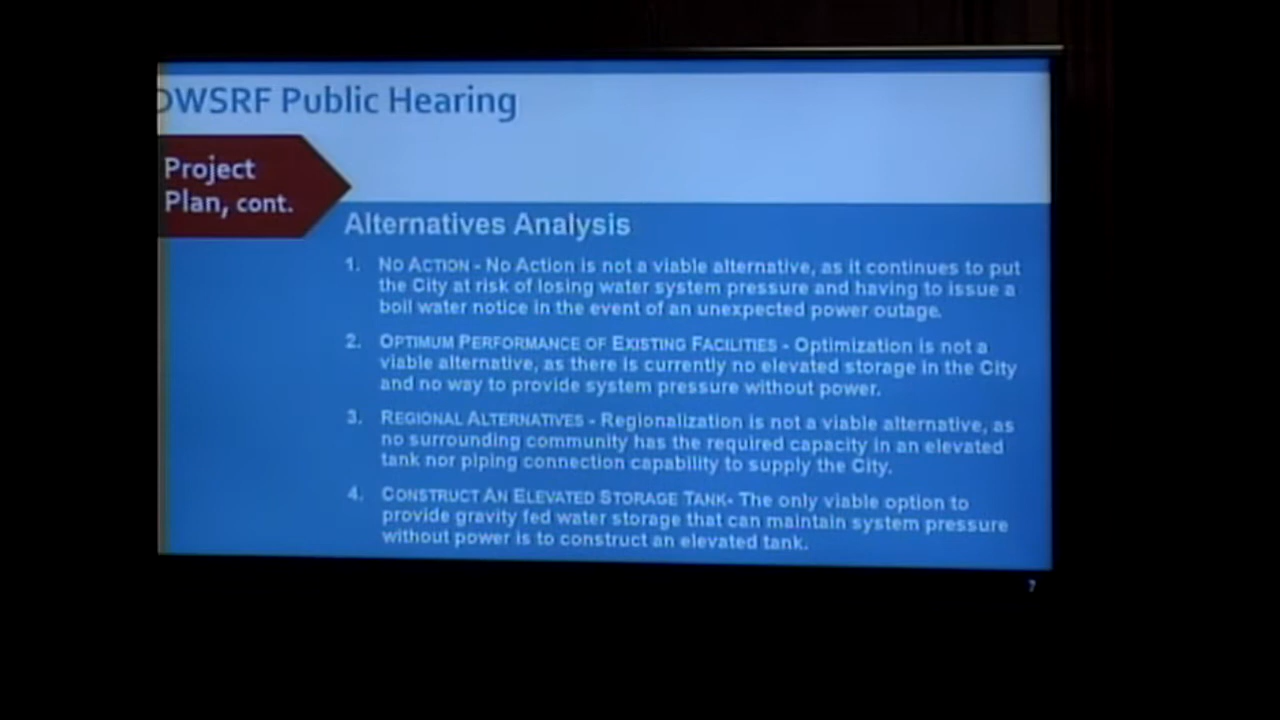 DWSRF Public Hearing
Project
Plan, cont.
Alternatives Analysis
1. NO ACTION - No Action is not a viable alternative, as it continues to put
the City at risk of losing water system pressure and having to issue a
boil water notice in the event of an unexpected power outage.
2. OPTIMUM PERFORMANCE OF EXISTING FACILITIES - Optimization is not a
viable alternative, as there is currently no elevated storage in the City
and no way to provide system pressure without power.
3. REGIONAL ALTERNATIVES - Regionalization is not a viable alternative, as
no surrounding community has the required capacity in an elevated
tank nor piping connection capability to supply the City.
4. CONSTRUCT AN ELEVATED STORAGE TANK- The only viable option to
provide gravity fed water storage that can maintain system pressure
without power is to construct an elevated tank.
7